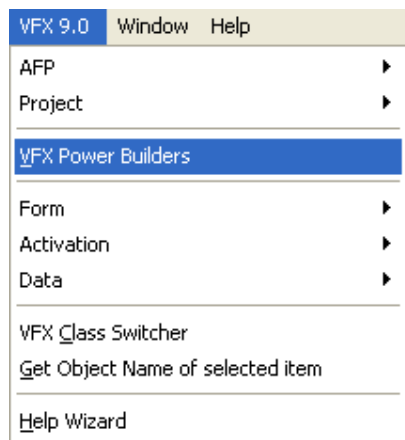 VFX 9.0 Window Help
AFP
Project
VFX Power Builders
Form
Activation
Data
VFX Class Switcher
Get Object Name of selected item
Help Wizard